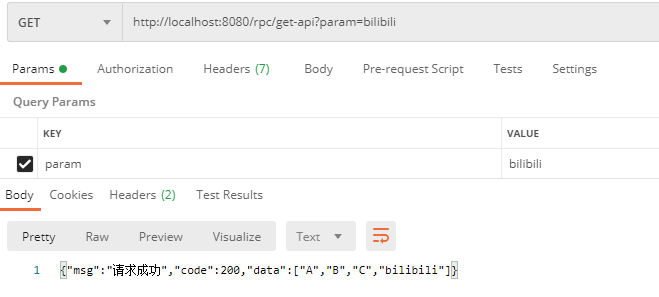 GET http://localhost:8080/rpc/get-api?param=bilibili
Params Authorization Headers (7) Body Pre-request Script Tests Settings
Query Params
KEY VALUE
param bilibili
Body Cookies Headers (2) Test Results
Pretty Raw Preview Visualize Text
1 {"msg":"请求成功","code":200,"data":["A","B","C","bilibili"]}